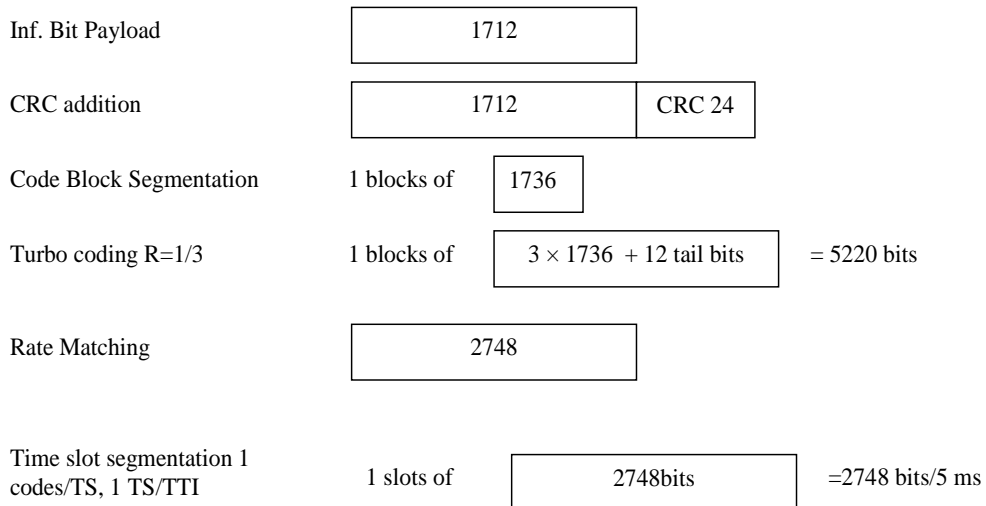 Inf. Bit Payload 1712
CRC addition 1712 CRC 24
Code Block Segmentation 1 blocks of 1736
Turbo coding R=1/3 1 blocks of 3 × 1736 + 12 tail bits = 5220 bits
Rate Matching 2748
Time slot segmentation 1
codes/TS, 1 TS/TTI 1 slots of 2748bits =2748 bits/5 ms